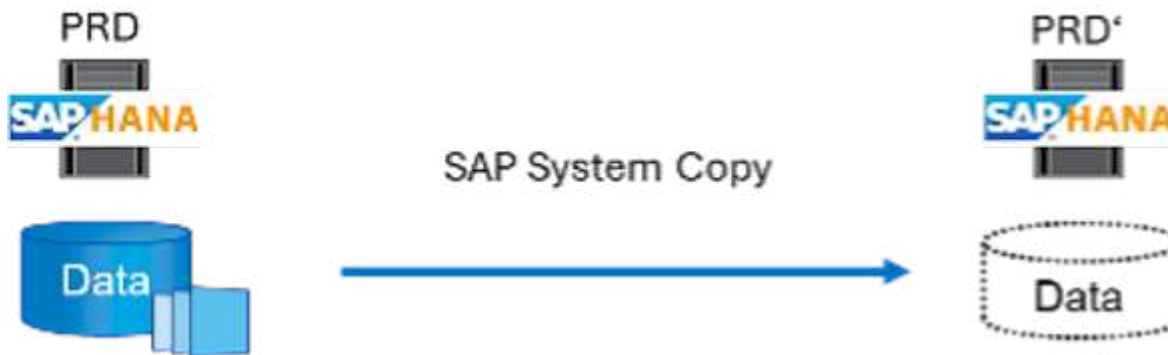 PRD
PRD‘
SAP HANA
SAP HANA
SAP System Copy
Data
Data